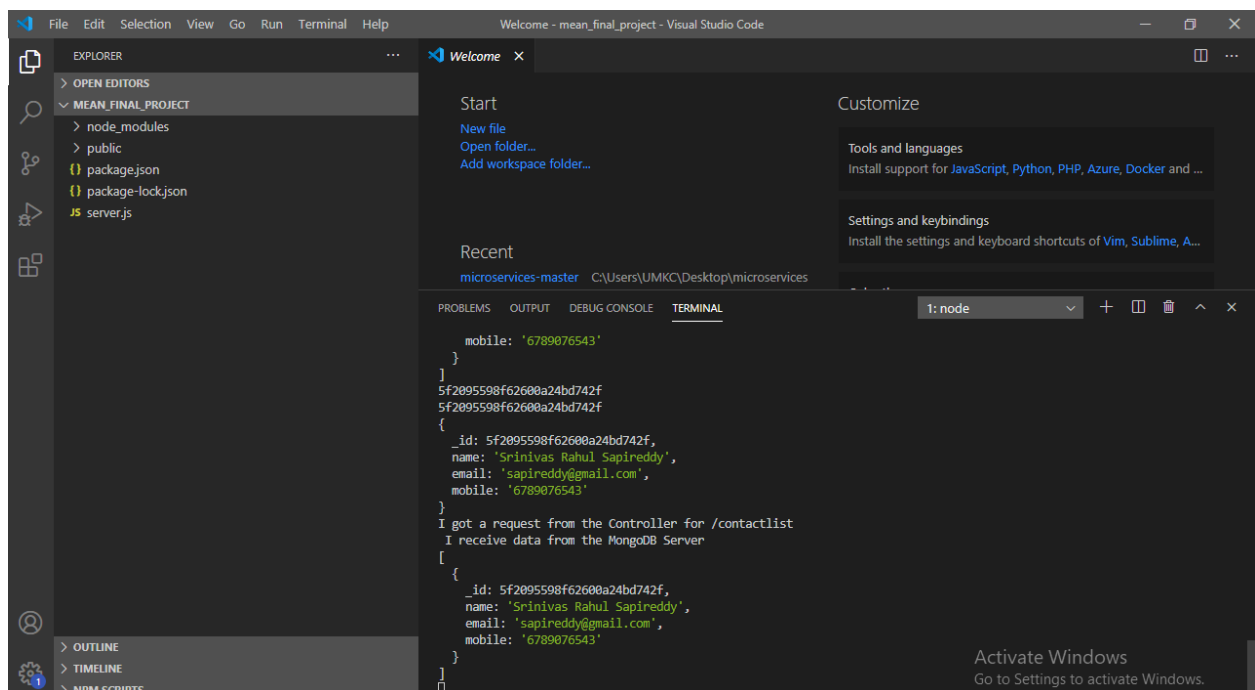 File Edit Selection View Go Run Terminal Help
Welcome - mean_final_project - Visual Studio Code
EXPLORER
OPEN EDITORS
MEAN_FINAL_PROJECT
node_modules
public
{} package.json
{} package-lock.json
JS server.js
OUTLINE
TIMELINE
NPM SCRIPTS
1
Welcome
Start
New file
Open folder...
Add workspace folder...
Recent
microservices-master C:\Users\UMKC\Desktop\microservices
Customize
Tools and languages
Install support for JavaScript, Python, PHP, Azure, Docker and ...
Settings and keybindings
Install the settings and keyboard shortcuts of Vim, Sublime, A...
PROBLEMS OUTPUT DEBUG CONSOLE TERMINAL
1: node
mobile: '6789076543'
}
]
5f2095598f62600a24bd742f
5f2095598f62600a24bd742f
{
_id: 5f2095598f62600a24bd742f,
name: 'Srinivas Rahul Sapireddy',
email: 'sapireddy@gmail.com',
mobile: '6789076543'
}
I got a request from the Controller for /contactlist
I receive data from the MongoDB Server
[
{
_id: 5f2095598f62600a24bd742f,
name: 'Srinivas Rahul Sapireddy',
email: 'sapireddy@gmail.com',
mobile: '6789076543'
}
]
Activate Windows
Go to Settings to activate Windows.